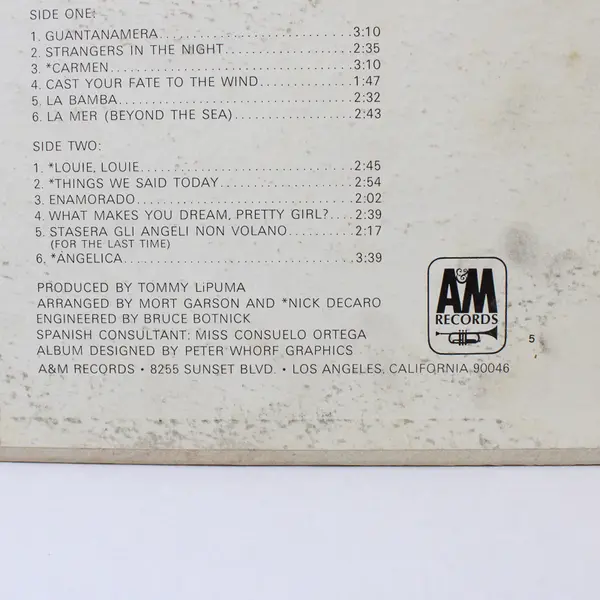 SIDE ONE:
1. GUANTANAMERA..............................3:10
2. STRANGERS IN THE NIGHT...................2:35
3. *CARMEN...................................3:10
4. CAST YOUR FATE TO THE WIND..............1:47
5. LA BAMBA..................................2:32
6. LA MER (BEYOND THE SEA)..................2:43
SIDE TWO:
1. *LOUIE, LOUIE..............................2:45
2. *THINGS WE SAID TODAY....................2:54
3. ENAMORADO................................2:02
4. WHAT MAKES YOU DREAM, PRETTY GIRL?....2:39
5. STASERA GLI ANGELI NON VOLANO..........2:17
(FOR THE LAST TIME)
6. *ANGELICA..................................3:39
PRODUCED BY TOMMY LiPUMA
ARRANGED BY MORT GARSON AND *NICK DECARO
ENGINEERED BY BRUCE BOTNICK
SPANISH CONSULTANT: MISS CONSUELO ORTEGA
ALBUM DESIGNED BY PETER WHORF GRAPHICS
A&M RECORDS • 8255 SUNSET BLVD. • LOS ANGELES, CALIFORNIA 90046
A&M
RECORDS
5